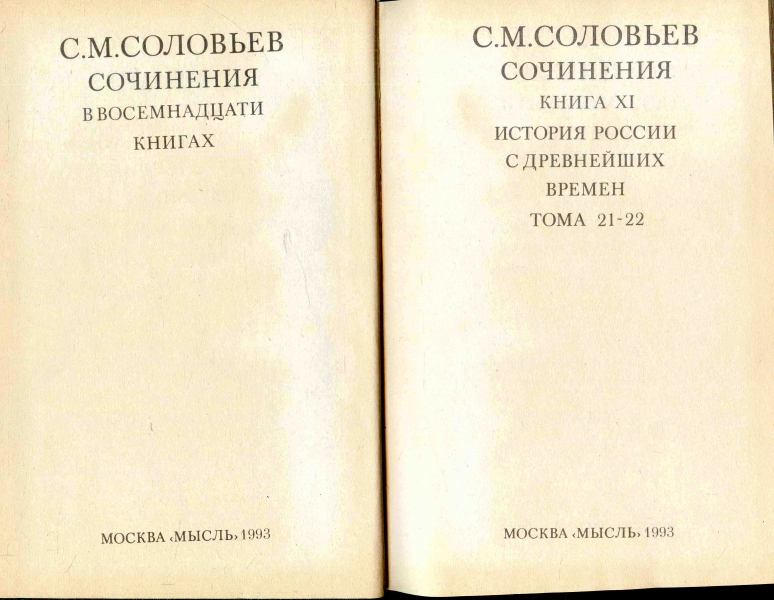 С.М.СОЛОВЬЕВ
СОЧИНЕНИЯ
В ВОСЕМНАДЦАТИ
КНИГАХ
МОСКВА «МЫСЛЬ» 1993
С.М.СОЛОВЬЕВ
СОЧИНЕНИЯ
КНИГА XI
ИСТОРИЯ РОССИИ
С ДРЕВНЕЙШИХ
ВРЕМЕН
ТОМА 21-22
МОСКВА «МЫСЛЬ» 1993